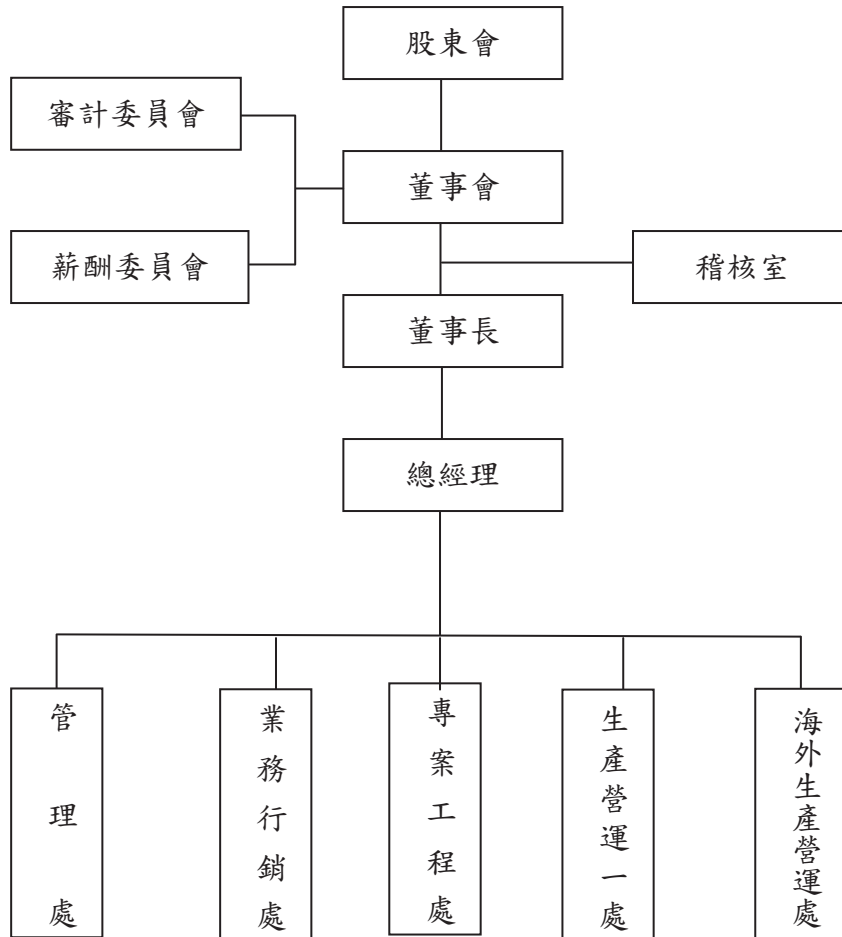 股東會
審計委員會
董事會
薪酬委員會
稽核室
董事長
總經理
管理處
業務行銷處
專案工程處
生產營運一處
海外生產營運處